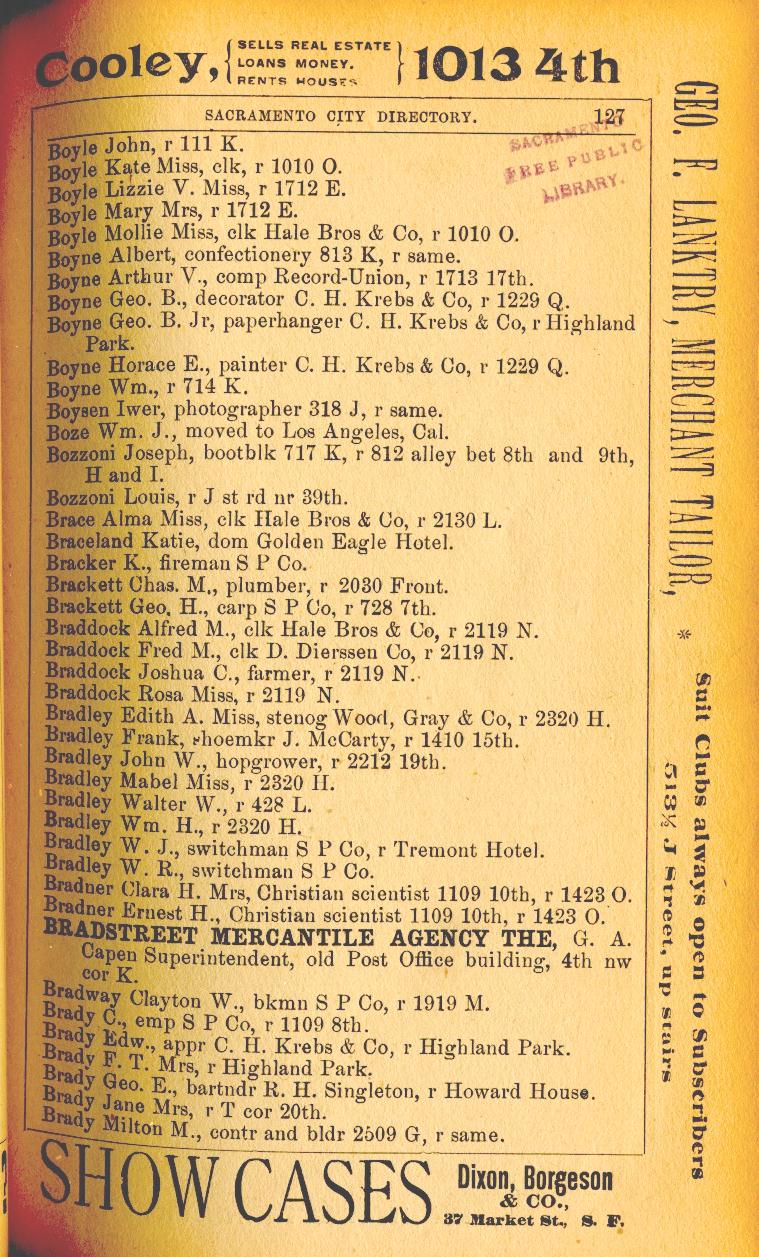 Cooley, { SELLS REAL ESTATE
LOANS MONEY.
RENTS HOUSES } 1013 4th
SACRAMENTO CITY DIRECTORY. 127
SACRAMENTO
FREE PUBLIC
LIBRARY.
Boyle John, r 111 K.
Boyle Kate Miss, clk, r 1010 O.
Boyle Lizzie V. Miss, r 1712 E.
Boyle Mary Mrs, r 1712 E.
Boyle Mollie Miss, clk Hale Bros & Co, r 1010 O.
Boyne Albert, confectionery 813 K, r same.
Boyne Arthur V., comp Record-Union, r 1713 17th.
Boyne Geo. B., decorator C. H. Krebs & Co, r 1229 Q.
Boyne Geo. B. Jr, paperhanger C. H. Krebs & Co, r Highland
Park.
Boyne Horace E., painter C. H. Krebs & Co, r 1229 Q.
Boyne Wm., r 714 K.
Boysen Iwer, photographer 318 J, r same.
Boze Wm. J., moved to Los Angeles, Cal.
Bozzoni Joseph, bootblk 717 K, r 812 alley bet 8th and 9th,
H and I.
Bozzoni Louis, r J st rd nr 39th.
Brace Alma Miss, clk Hale Bros & Co, r 2130 L.
Braceland Katie, dom Golden Eagle Hotel.
Bracker K., fireman S P Co.
Brackett Chas. M., plumber, r 2030 Front.
Brackett Geo. H., carp S P Co, r 728 7th.
Braddock Alfred M., clk Hale Bros & Co, r 2119 N.
Braddock Fred M., clk D. Dierssen Co, r 2119 N.
Braddock Joshua C., farmer, r 2119 N.
Braddock Rosa Miss, r 2119 N.
Bradley Edith A. Miss, stenog Wood, Gray & Co, r 2320 H.
Bradley Frank, shoemkr J. McCarty, r 1410 15th.
Bradley John W., hopgrower, r 2212 19th.
Bradley Mabel Miss, r 2320 H.
Bradley Walter W., r 428 L.
Bradley Wm. H., r 2320 H.
Bradley W. J., switchman S P Co, r Tremont Hotel.
Bradley W. R., switchman S P Co.
Bradner Clara H. Mrs, Christian scientist 1109 10th, r 1423 O.
Bradner Ernest H., Christian scientist 1109 10th, r 1423 O.
BRADSTREET MERCANTILE AGENCY THE, G. A.
Capen Superintendent, old Post Office building, 4th nw
cor K.
Bradway Clayton W., bkmn S P Co, r 1919 M.
Brady C., emp S P Co, r 1109 8th.
Brady Edw., appr C. H. Krebs & Co, r Highland Park.
Brady F. T. Mrs, r Highland Park.
Brady Geo. E., bartndr R. H. Singleton, r Howard House.
Brady Jane Mrs, r T cor 20th.
Brady Milton M., contr and bldr 2509 G, r same.
GEO. F. LANKTRY, MERCHANT TAILOR, *
Suit Clubs always open to Subscribers
513½ J Street, up stairs
SHOW CASES Dixon, Borgeson
& CO.,
37 Market St., S. F.